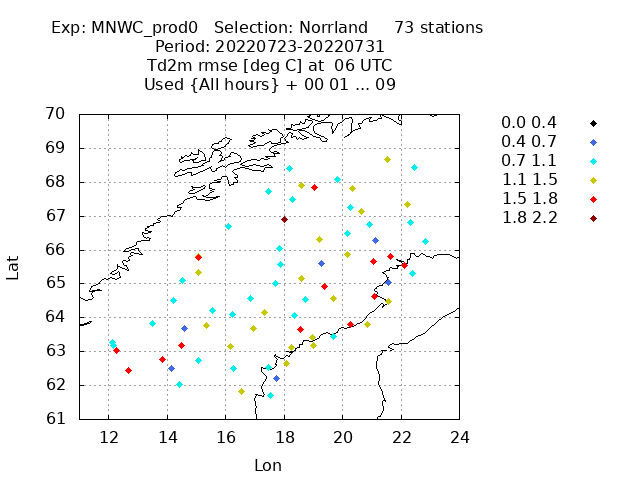 Exp: MNWC_prod0   Selection: Norrland     73 stations
Period: 20220723-20220731
Td2m rmse [deg C] at  06 UTC
Used {All hours} + 00 01 ... 09
0.0 0.4
0.4 0.7
0.7 1.1
1.1 1.5
1.5 1.8
1.8 2.2
70
69
68
67
66
65
64
63
62
61
Lat
12 14 16 18 20 22 24
Lon